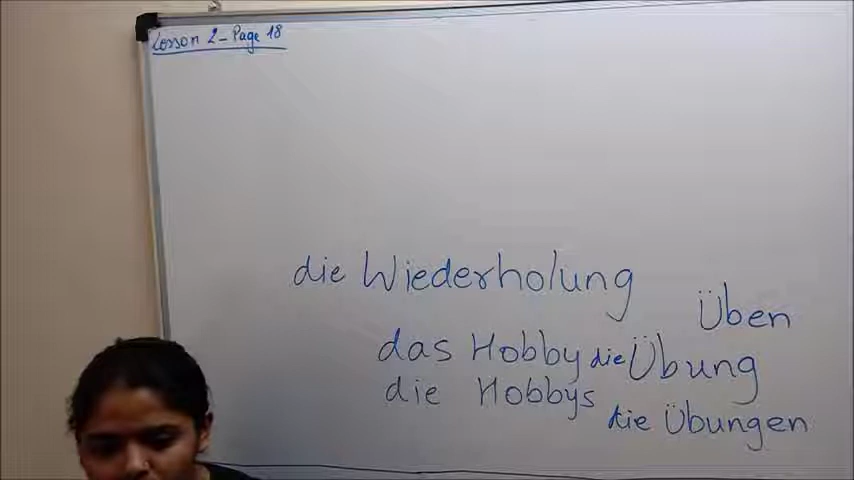 Lesson 2 - Page 18
die Wiederholung
Üben
das Hobby
die Übung
die Hobbys
die Übungen